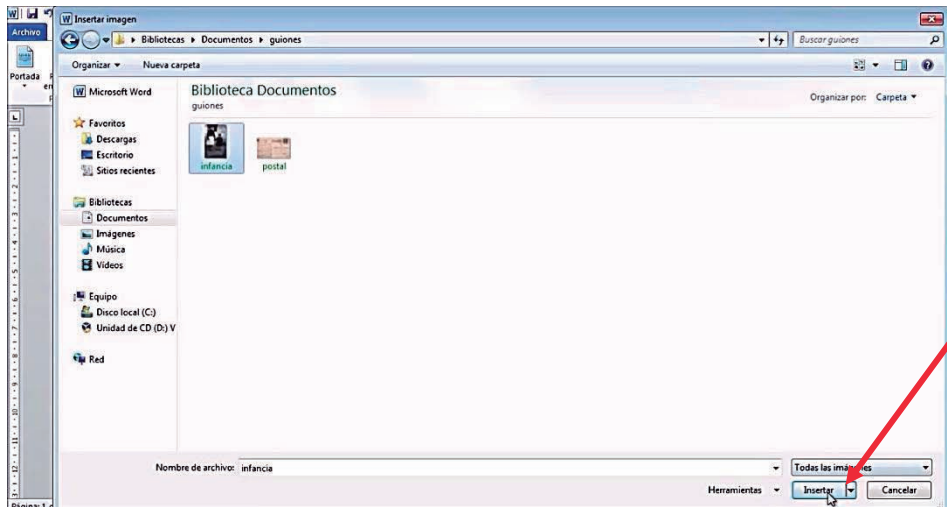 W
W Insertar imagen
Archivo
Bibliotecas ▸ Documentos ▸ guiones
Buscar guiones
Organizar
Nueva carpeta
Portada
W Microsoft Word
Biblioteca Documentos
guiones
Organizar por: Carpeta
L
Favoritos
Descargas
Escritorio
Sitios recientes
infancia
postal
Bibliotecas
Documentos
Imágenes
Música
Vídeos
Equipo
Disco local (C:)
Unidad de CD (D:) V
Red
Nombre de archivo: infancia
Todas las imágenes
Herramientas
Insertar
Cancelar